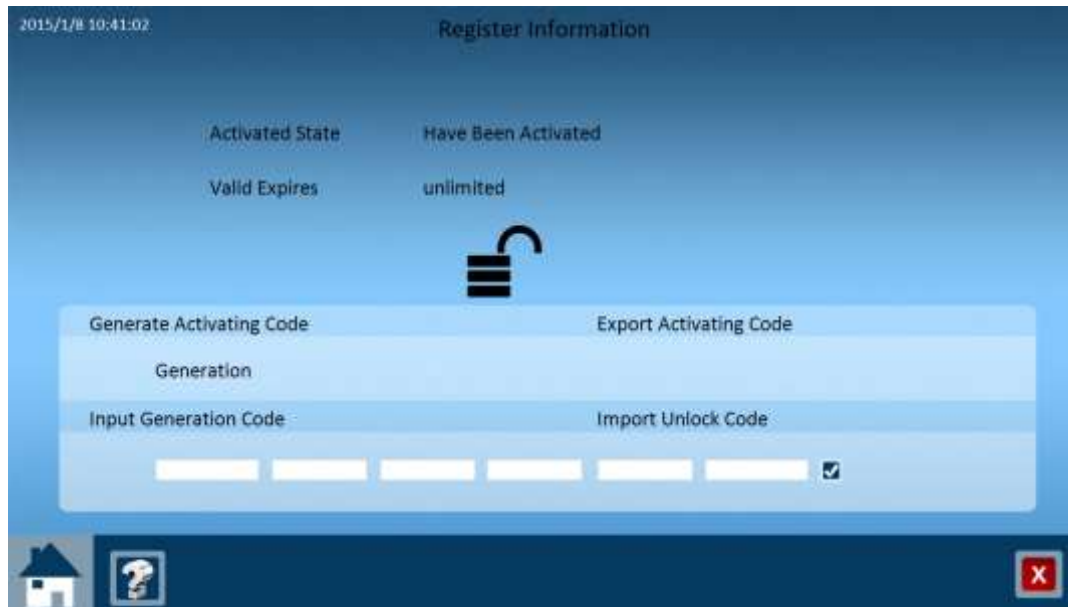 2015/1/8 10:41:02
Register Information
Activated State Have Been Activated
Valid Expires unlimited
Generate Activating Code Export Activating Code
Generation
Input Generation Code Import Unlock Code
?
X